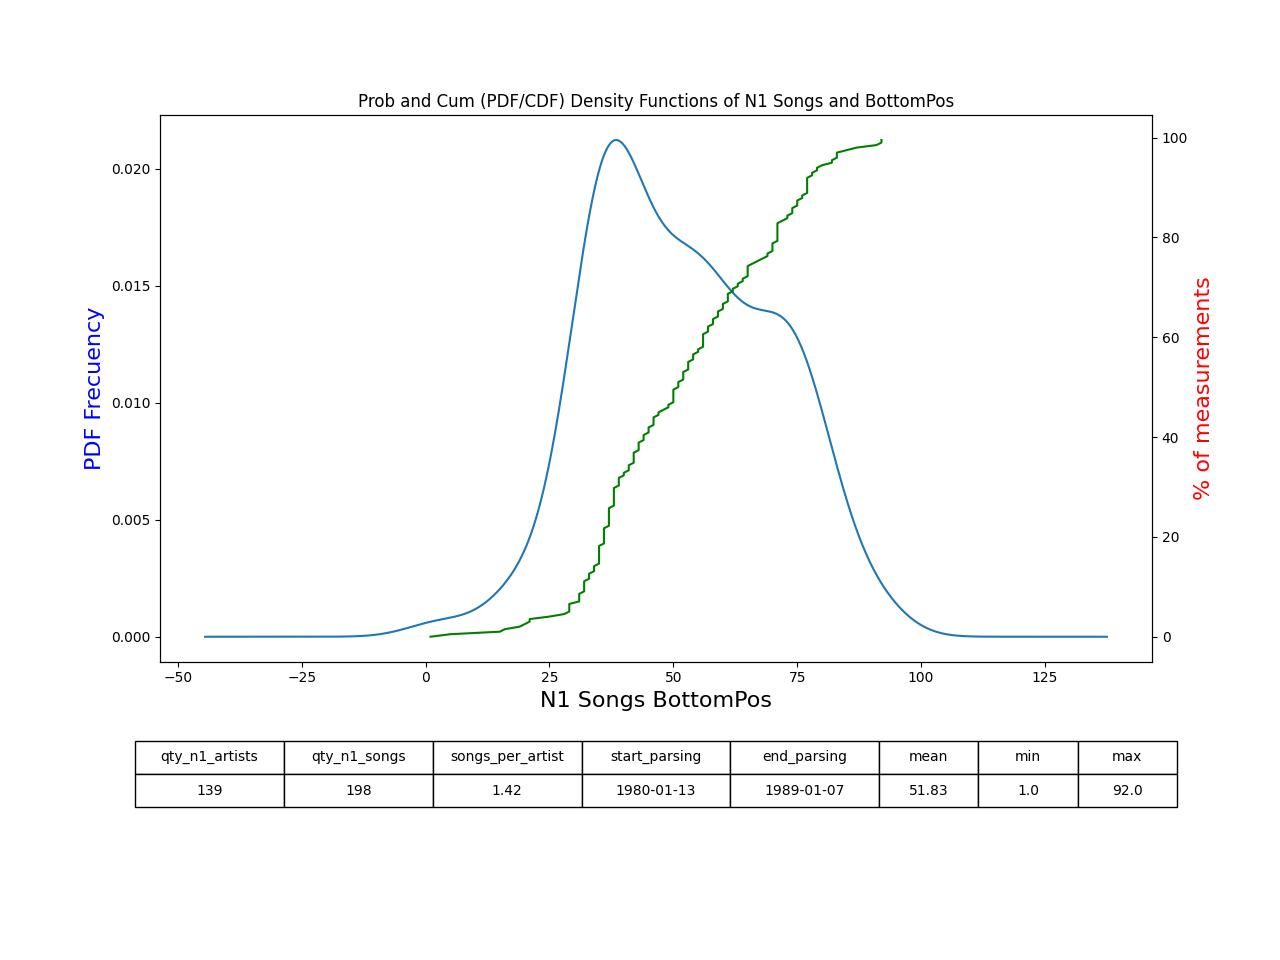 Prob and Cum (PDF/CDF) Density Functions of N1 Songs and BottomPos
PDF Frecuency
0.020
0.015
0.010
0.005
0.000
100
80
60
40
20
0
% of measurements
−50 −25 0 25 50 75 100 125
N1 Songs BottomPos
qty_n1_artists qty_n1_songs songs_per_artist start_parsing end_parsing mean min max
139 198 1.42 1980-01-13 1989-01-07 51.83 1.0 92.0